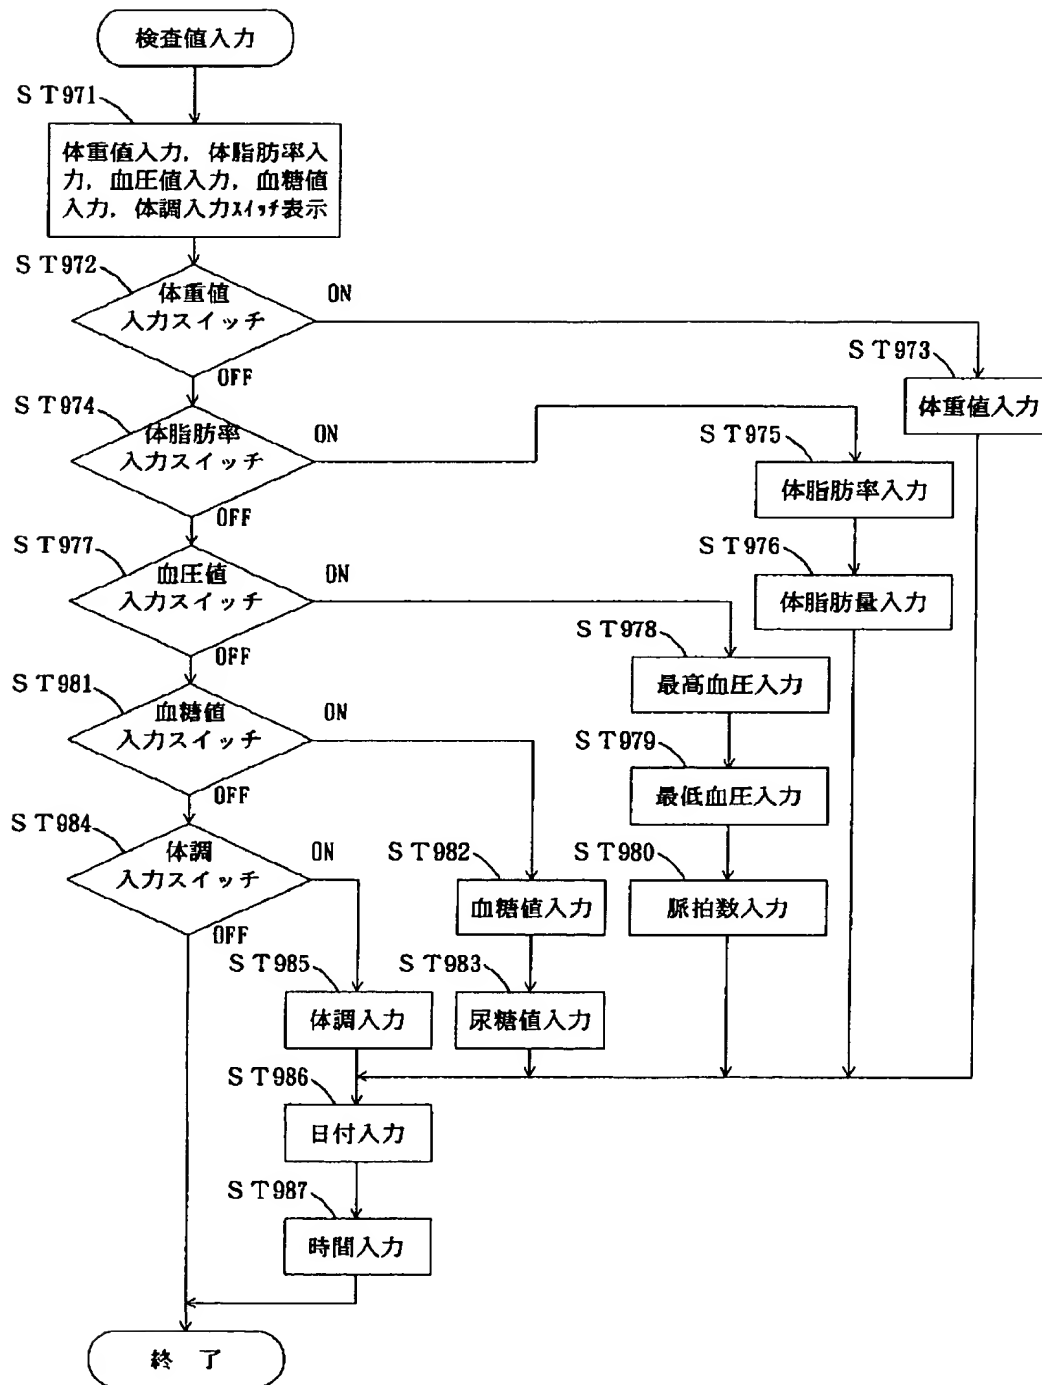 検査値入力
ST971
体重値入力, 体脂肪率入
力, 血圧値入力, 血糖値
入力, 体調入力スイッチ表示
ST972
体重値
入力スイッチ
ON
OFF
ST973
体重値入力
ST974
体脂肪率
入力スイッチ
ON
OFF
ST975
体脂肪率入力
ST976
体脂肪量入力
ST977
血圧値
入力スイッチ
ON
OFF
ST978
最高血圧入力
ST979
最低血圧入力
ST980
脈拍数入力
ST981
血糖値
入力スイッチ
ON
OFF
ST982
血糖値入力
ST983
尿糖値入力
ST984
体調
入力スイッチ
ON
OFF
ST985
体調入力
ST986
日付入力
ST987
時間入力
終 了